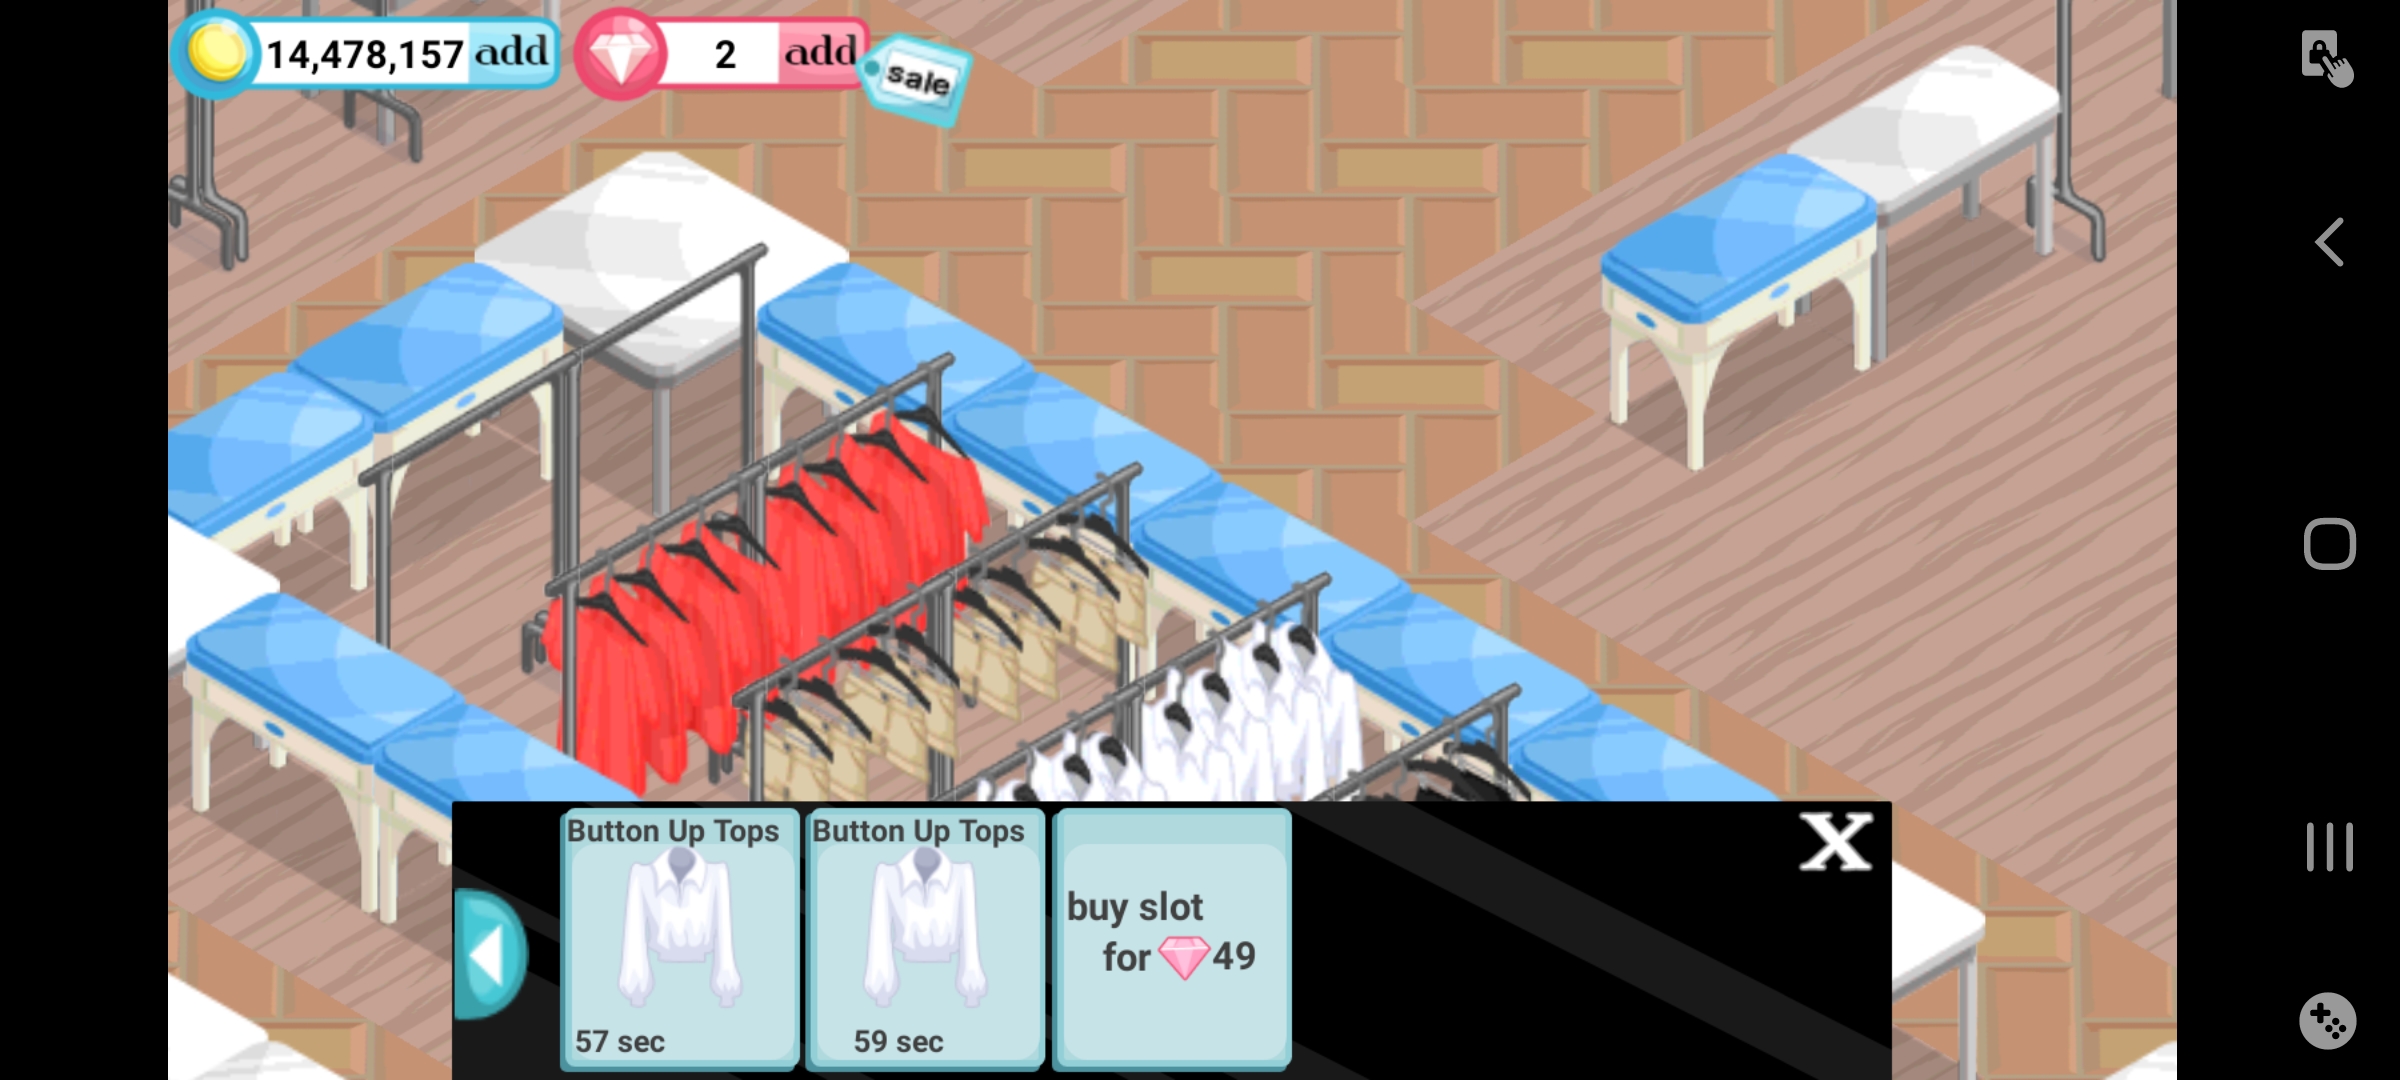 14,478,157 add
2 add
sale
Button Up Tops
57 sec
Button Up Tops
59 sec
buy slot
for 49
X